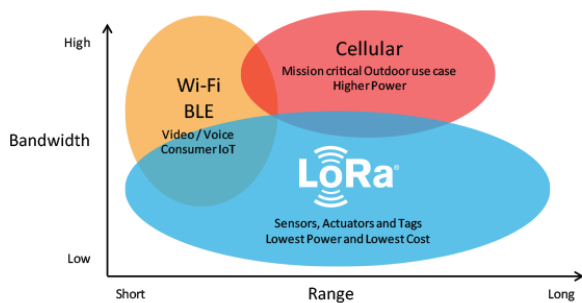 High
Bandwidth
Low
Wi-Fi
BLE
Video / Voice
Consumer IoT
Cellular
Mission critical Outdoor use case
Higher Power
LoRa®
Sensors, Actuators and Tags
Lowest Power and Lowest Cost
Short
Range
Long